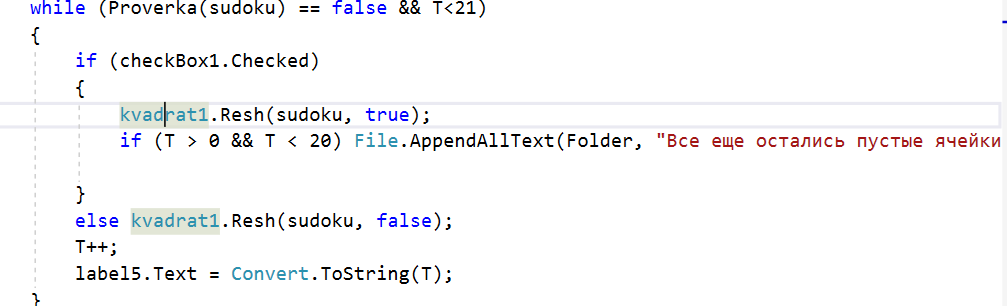 while (Proverka(sudoku) == false && T<21)
{
if (checkBox1.Checked)
{
kvadrat1.Resh(sudoku, true);
if (T > 0 && T < 20) File.AppendAllText(Folder, "Все еще остались пустые ячейки
}
else kvadrat1.Resh(sudoku, false);
T++;
label5.Text = Convert.ToString(T);
}